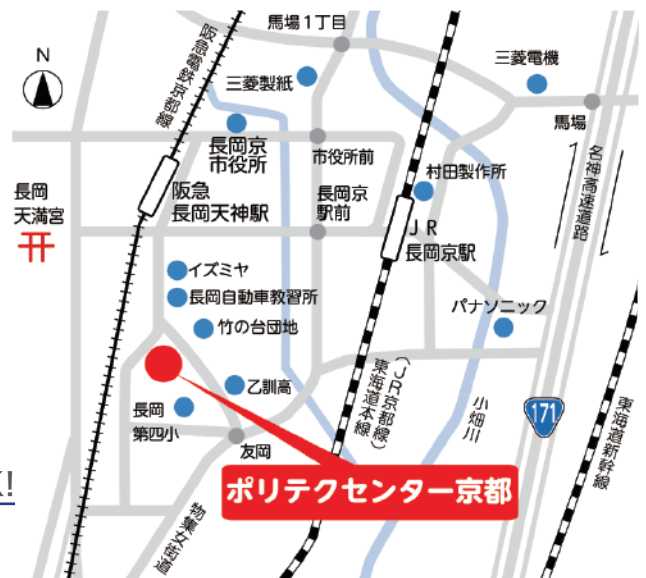 馬場1丁目
N
阪急電鉄京都線
三菱製紙
三菱電機
馬場
長岡京
市役所
市役所前
村田製作所
名神高速道路
長岡
天満宮
阪急
長岡天神駅
長岡京
駅前
JR
長岡京駅
イズミヤ
長岡自動車教習所
竹の台団地
パナソニック
乙訓高
長岡
第四小
友岡
(JR京都線)
東海道本線
小畑川
171
東海道新幹線
ポリテクセンター京都
物集女街道
!